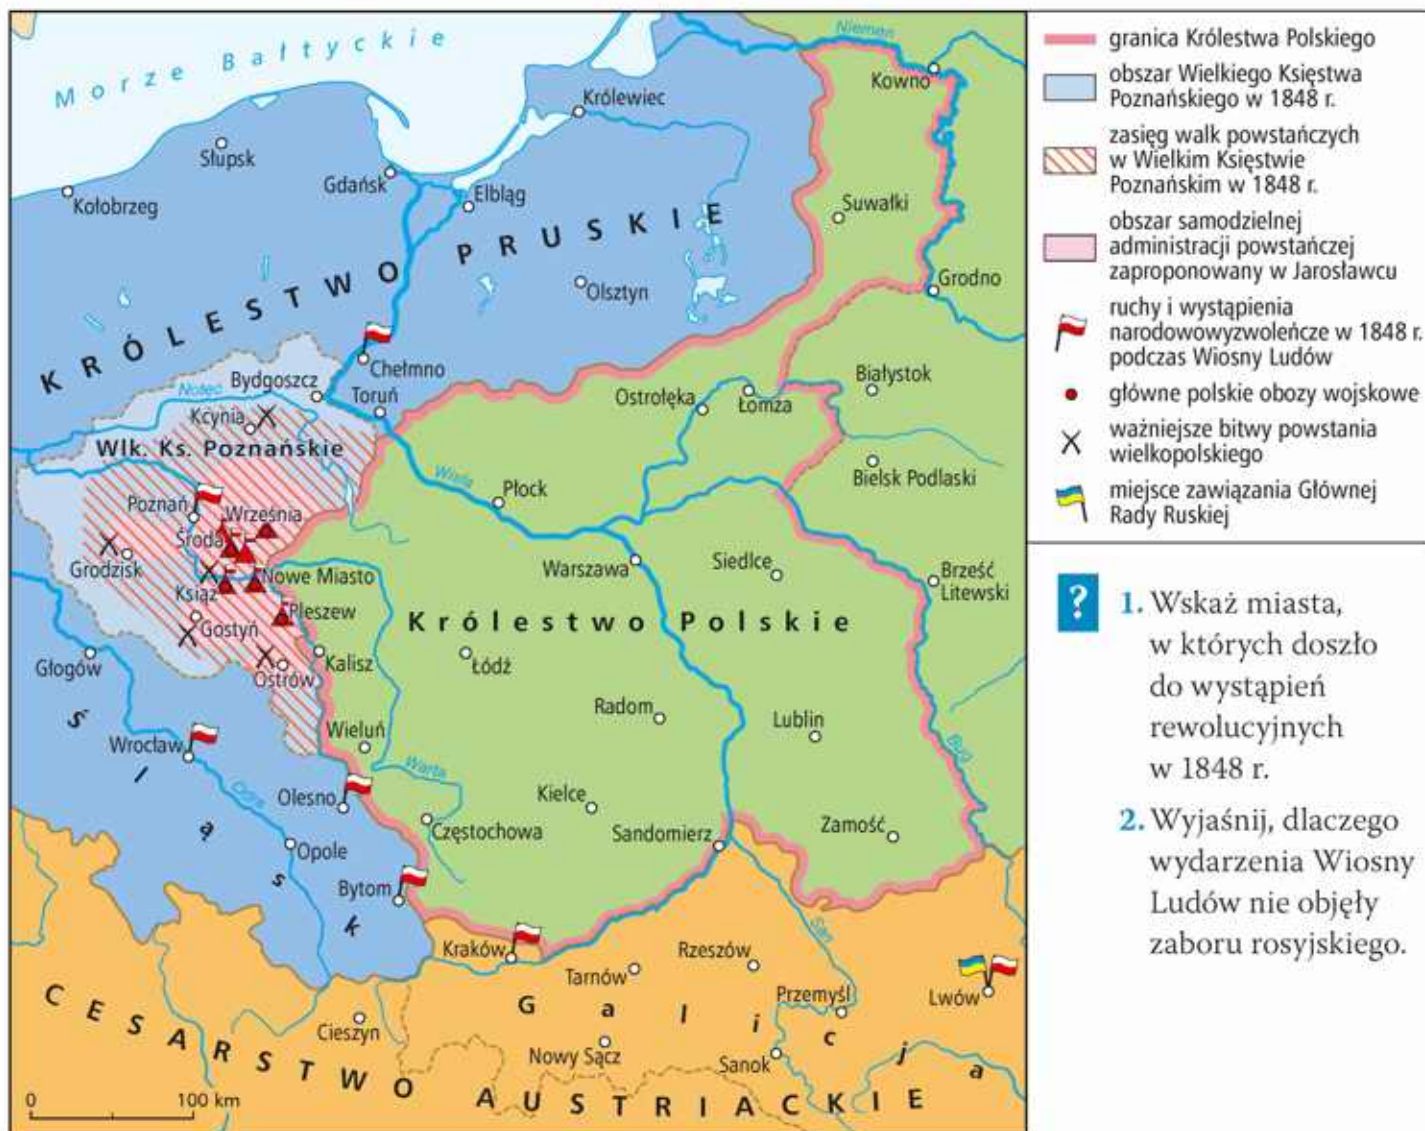 Morze Bałtyckie
Niemen
Kowno
Królewiec
Słupsk
Gdańsk
Elbląg
Kołobrzeg
Suwałki
KRÓLESTWO PRUSKIE
Olsztyn
Grodno
Chełmno
Bydgoszcz
Noteć
Toruń
Kcynia
Ostrołęka
Łomża
Białystok
Wlk. Ks. Poznańskie
Wisła
Płock
Bielsk Podlaski
Poznań
Września
Środa
Grodzisk
Książ
Nowe Miasto
Warszawa
Siedlce
Brześć
Litewski
Pleszew
Gostyń
Królestwo Polskie
Głogów
Kalisz
Łódź
Ostrów
Śląsk
Radom
Lublin
Wrocław
Wieluń
Bug
Warta
Odra
Olesno
Kielce
Częstochowa
Sandomierz
Zamość
Opole
Bytom
Kraków
Rzeszów
San
Tarnów
Przemyśl
Lwów
Galicja
Cieszyn
Nowy Sącz
Sanok
CESARSTWO AUSTRIACKIE
0 100 km
granica Królestwa Polskiego
obszar Wielkiego Księstwa
Poznańskiego w 1848 r.
zasięg walk powstańczych
w Wielkim Księstwie
Poznańskim w 1848 r.
obszar samodzielnej
administracji powstańczej
zaproponowany w Jarosławcu
ruchy i wystąpienia
narodowowyzwoleńcze w 1848 r.
podczas Wiosny Ludów
główne polskie obozy wojskowe
ważniejsze bitwy powstania
wielkopolskiego
miejsce zawiązania Głównej
Rady Ruskiej
?
1. Wskaż miasta,
w których doszło
do wystąpień
rewolucyjnych
w 1848 r.
2. Wyjaśnij, dlaczego
wydarzenia Wiosny
Ludów nie objęły
zaboru rosyjskiego.